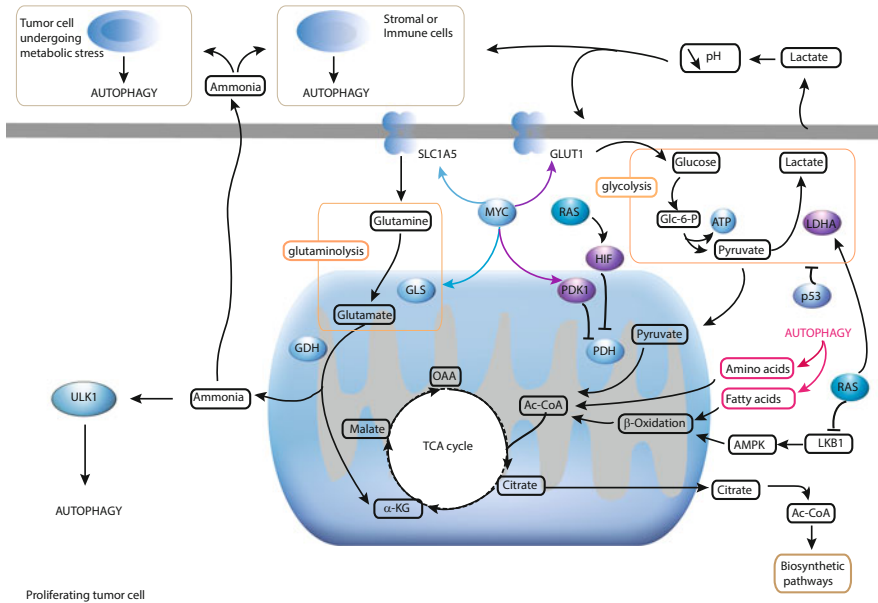 Tumor cell
undergoing
metabolic stress
AUTOPHAGY
Ammonia
Stromal or
Immune cells
AUTOPHAGY
pH
Lactate
SLC1A5
GLUT1
Glucose
Lactate
glycolysis
Glc-6-P
ATP
LDHA
Pyruvate
MYC
RAS
HIF
Glutamine
glutaminolysis
GLS
PDK1
p53
Glutamate
GDH
PDH
Pyruvate
AUTOPHAGY
Amino acids
Fatty acids
RAS
OAA
Ac-CoA
β-Oxidation
AMPK
LKB1
ULK1
Ammonia
Malate
TCA cycle
Citrate
α-KG
Citrate
Ac-CoA
AUTOPHAGY
Biosynthetic
pathways
Proliferating tumor cell